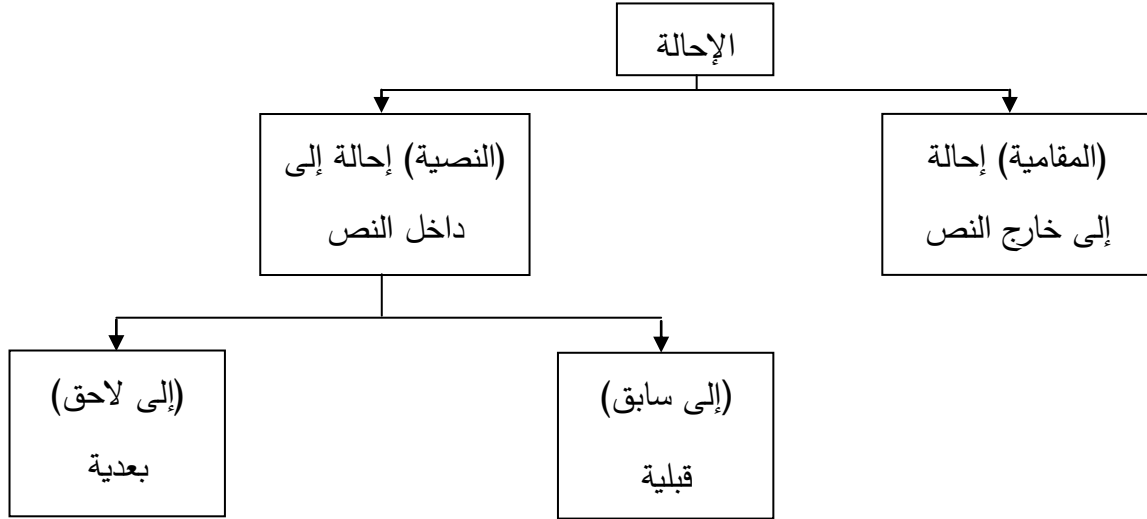 الإحالة
(المقامية) إحالة
إلى خارج النص
(النصية) إحالة إلى
داخل النص
(إلى سابق)
قبلية
(إلى لاحق)
بعدية